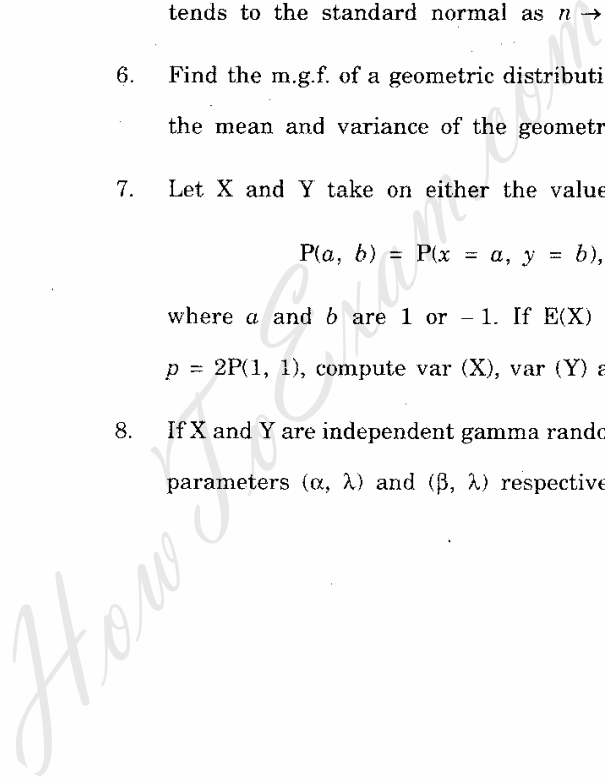 tends to the standard normal as n →
6. Find the m.g.f. of a geometric distributi
the mean and variance of the geometr
7. Let X and Y take on either the value
P(a, b) = P(x = a, y = b),
where a and b are 1 or – 1. If E(X)
p = 2P(1, 1), compute var (X), var (Y) a
8. If X and Y are independent gamma rando
parameters (α, λ) and (β, λ) respective
HowToExam.com